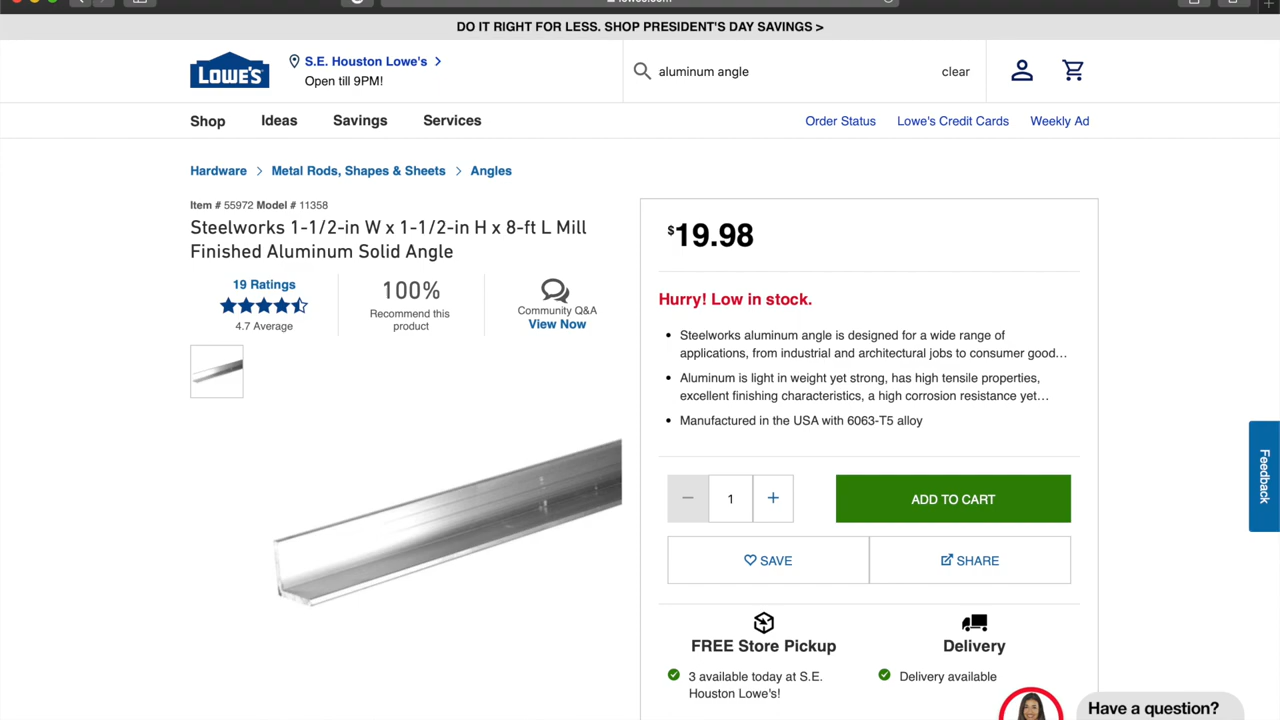 DO IT RIGHT FOR LESS. SHOP PRESIDENT'S DAY SAVINGS >
LOWE'S
S.E. Houston Lowe's
Open till 9PM!
aluminum angle
clear
Shop
Ideas
Savings
Services
Order Status
Lowe's Credit Cards
Weekly Ad
Hardware > Metal Rods, Shapes & Sheets > Angles
Item # 55972 Model # 11358
Steelworks 1-1/2-in W x 1-1/2-in H x 8-ft L Mill
Finished Aluminum Solid Angle
19 Ratings
4.7 Average
100%
Recommend this
product
Community Q&A
View Now
$19.98
Hurry! Low in stock.
• Steelworks aluminum angle is designed for a wide range of
applications, from industrial and architectural jobs to consumer good…
• Aluminum is light in weight yet strong, has high tensile properties,
excellent finishing characteristics, a high corrosion resistance yet…
• Manufactured in the USA with 6063-T5 alloy
1
ADD TO CART
SAVE
SHARE
FREE Store Pickup
3 available today at S.E.
Houston Lowe's!
Delivery
Delivery available
Feedback
Have a question?